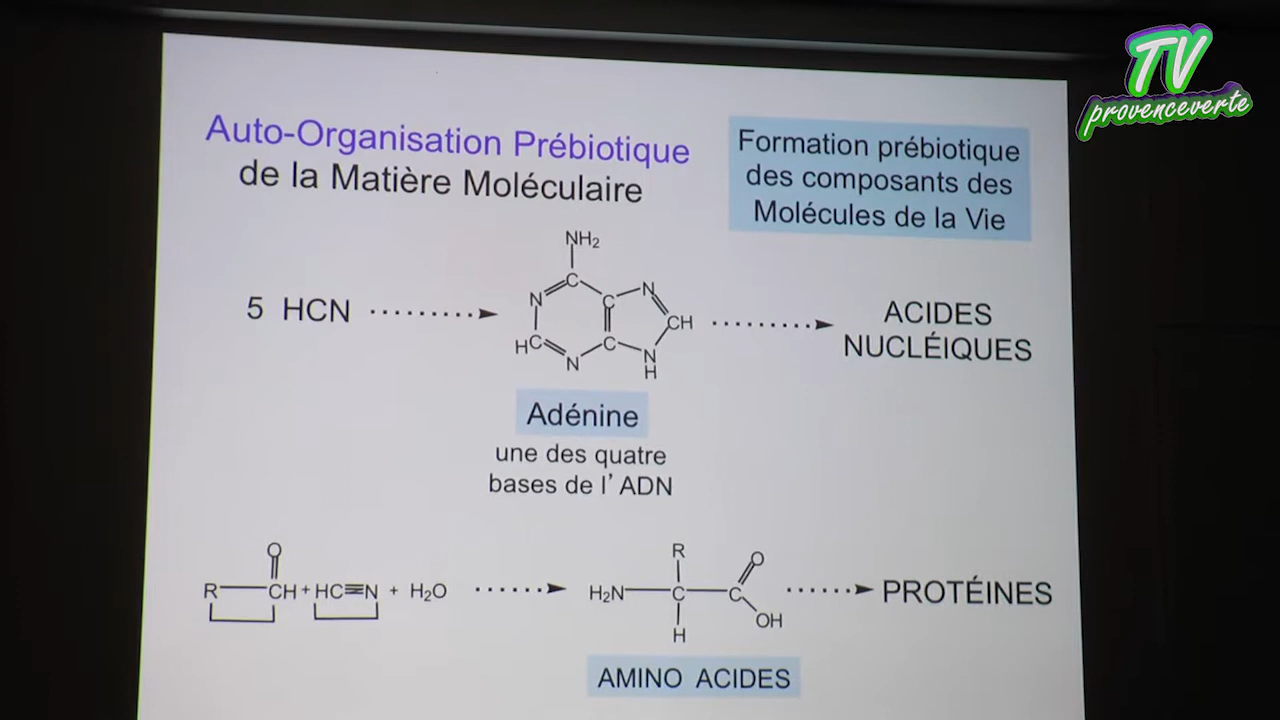 TV
provenceverte
Auto-Organisation Prébiotique
de la Matière Moléculaire
Formation prébiotique
des composants des
Molécules de la Vie
5 HCN
NH₂
C
N
C
N
CH
HC
N
C
N
H
ACIDES
NUCLÉIQUES
Adénine
une des quatre
bases de l’ADN
O
R CH + HC≡N + H₂O
R
H₂N C C
O
OH
H
PROTÉINES
AMINO ACIDES